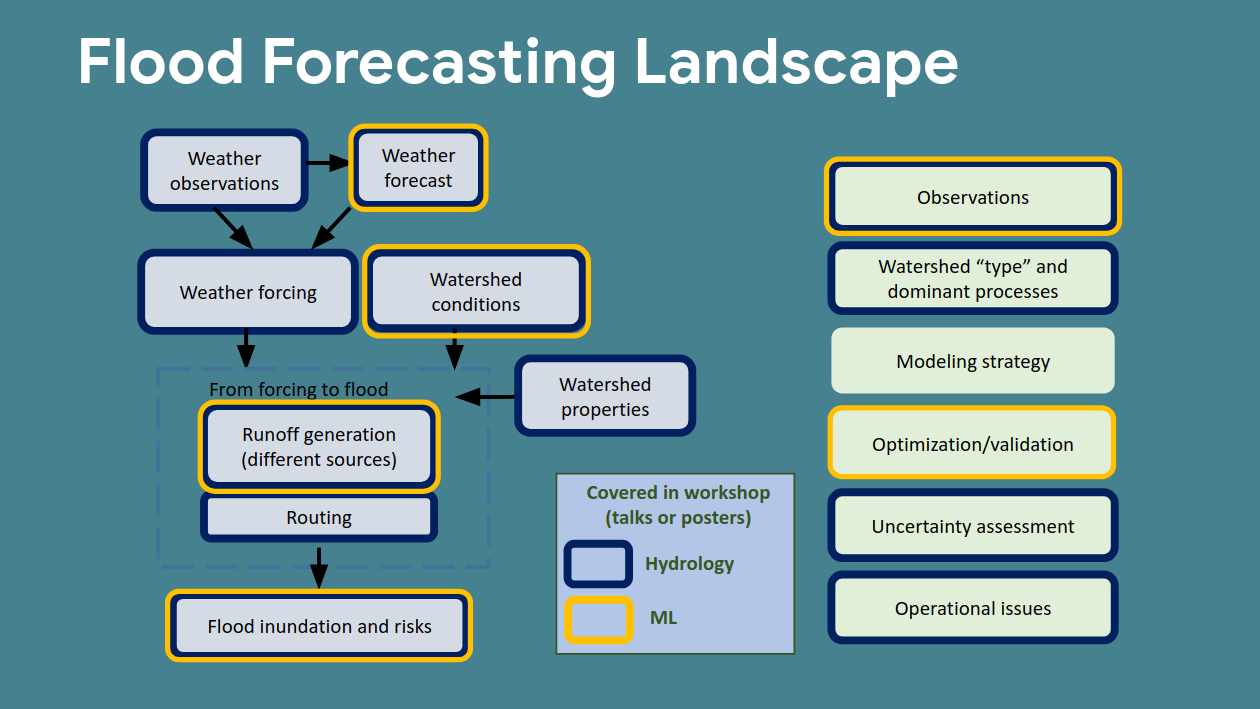 Flood Forecasting Landscape
Weather
observations
Weather
forecast
Weather forcing
Watershed
conditions
From forcing to flood
Watershed
properties
Runoff generation
(different sources)
Routing
Flood inundation and risks
Covered in workshop
(talks or posters)
Hydrology
ML
Observations
Watershed “type” and
dominant processes
Modeling strategy
Optimization/validation
Uncertainty assessment
Operational issues